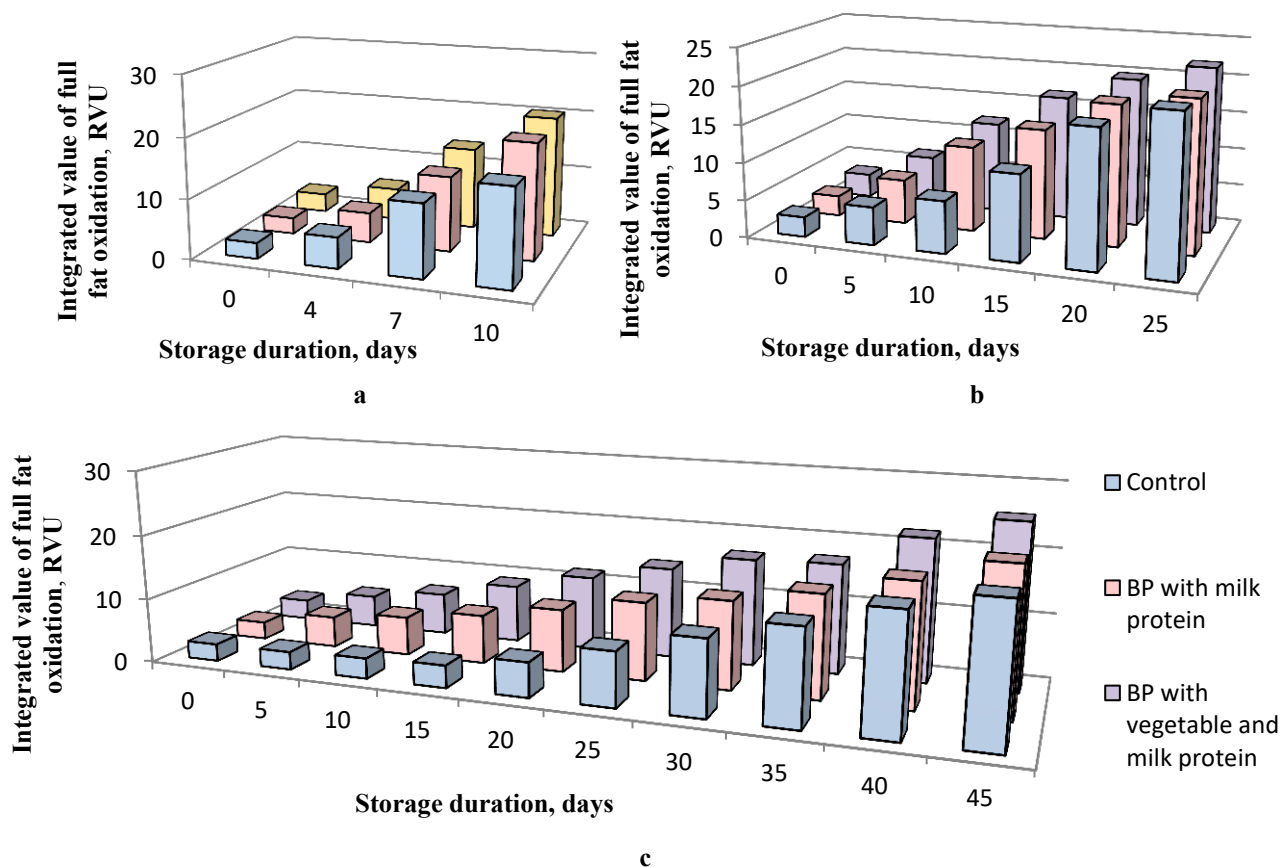 Integrated value of full
fat oxidation, RVU
30
20
10
0
0
4
7
10
Storage duration, days
a
Integrated value of full fat
oxidation, RVU
25
20
15
10
5
0
0
5
10
15
20
25
Storage duration, days
b
Integrated value of full fat
oxidation, RVU
30
20
10
0
0
5
10
15
20
25
30
35
40
45
Storage duration, days
Control
BP with milk
protein
BP with
vegetable and
milk protein
c